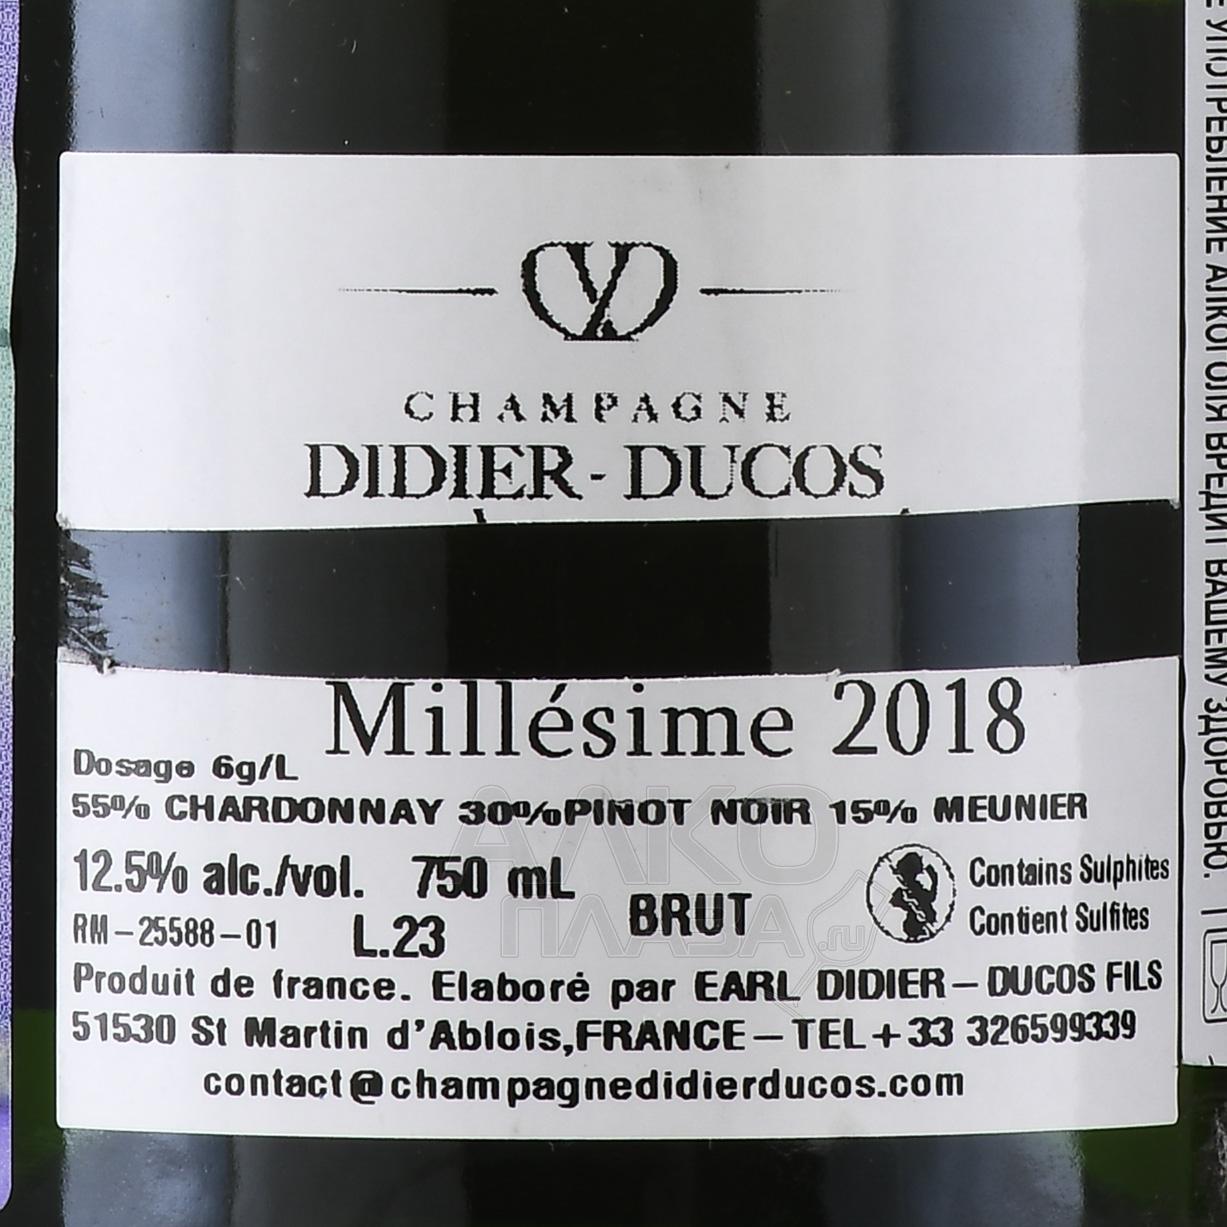 CHAMPAGNE
DIDIER-DUCOS
Millésime 2018
Dosage 6g/L
55% CHARDONNAY 30%PINOT NOIR 15% MEUNIER
12.5% alc./vol. 750 mL
BRUT
Contains Sulphites
Contient Sulfites
RM-25588-01 L.23
Produit de france. Elaboré par EARL DIDIER-DUCOS FILS
51530 St Martin d'Ablois,FRANCE-TEL+33 326599339
contact@champagnedidierducos.com
УПОТРЕБЛЕНИЕ АЛКОГОЛЯ ВРЕДИТ ВАШЕМУ ЗДОРОВЬЮ.
АЛКО
ПЛАЗА.ru